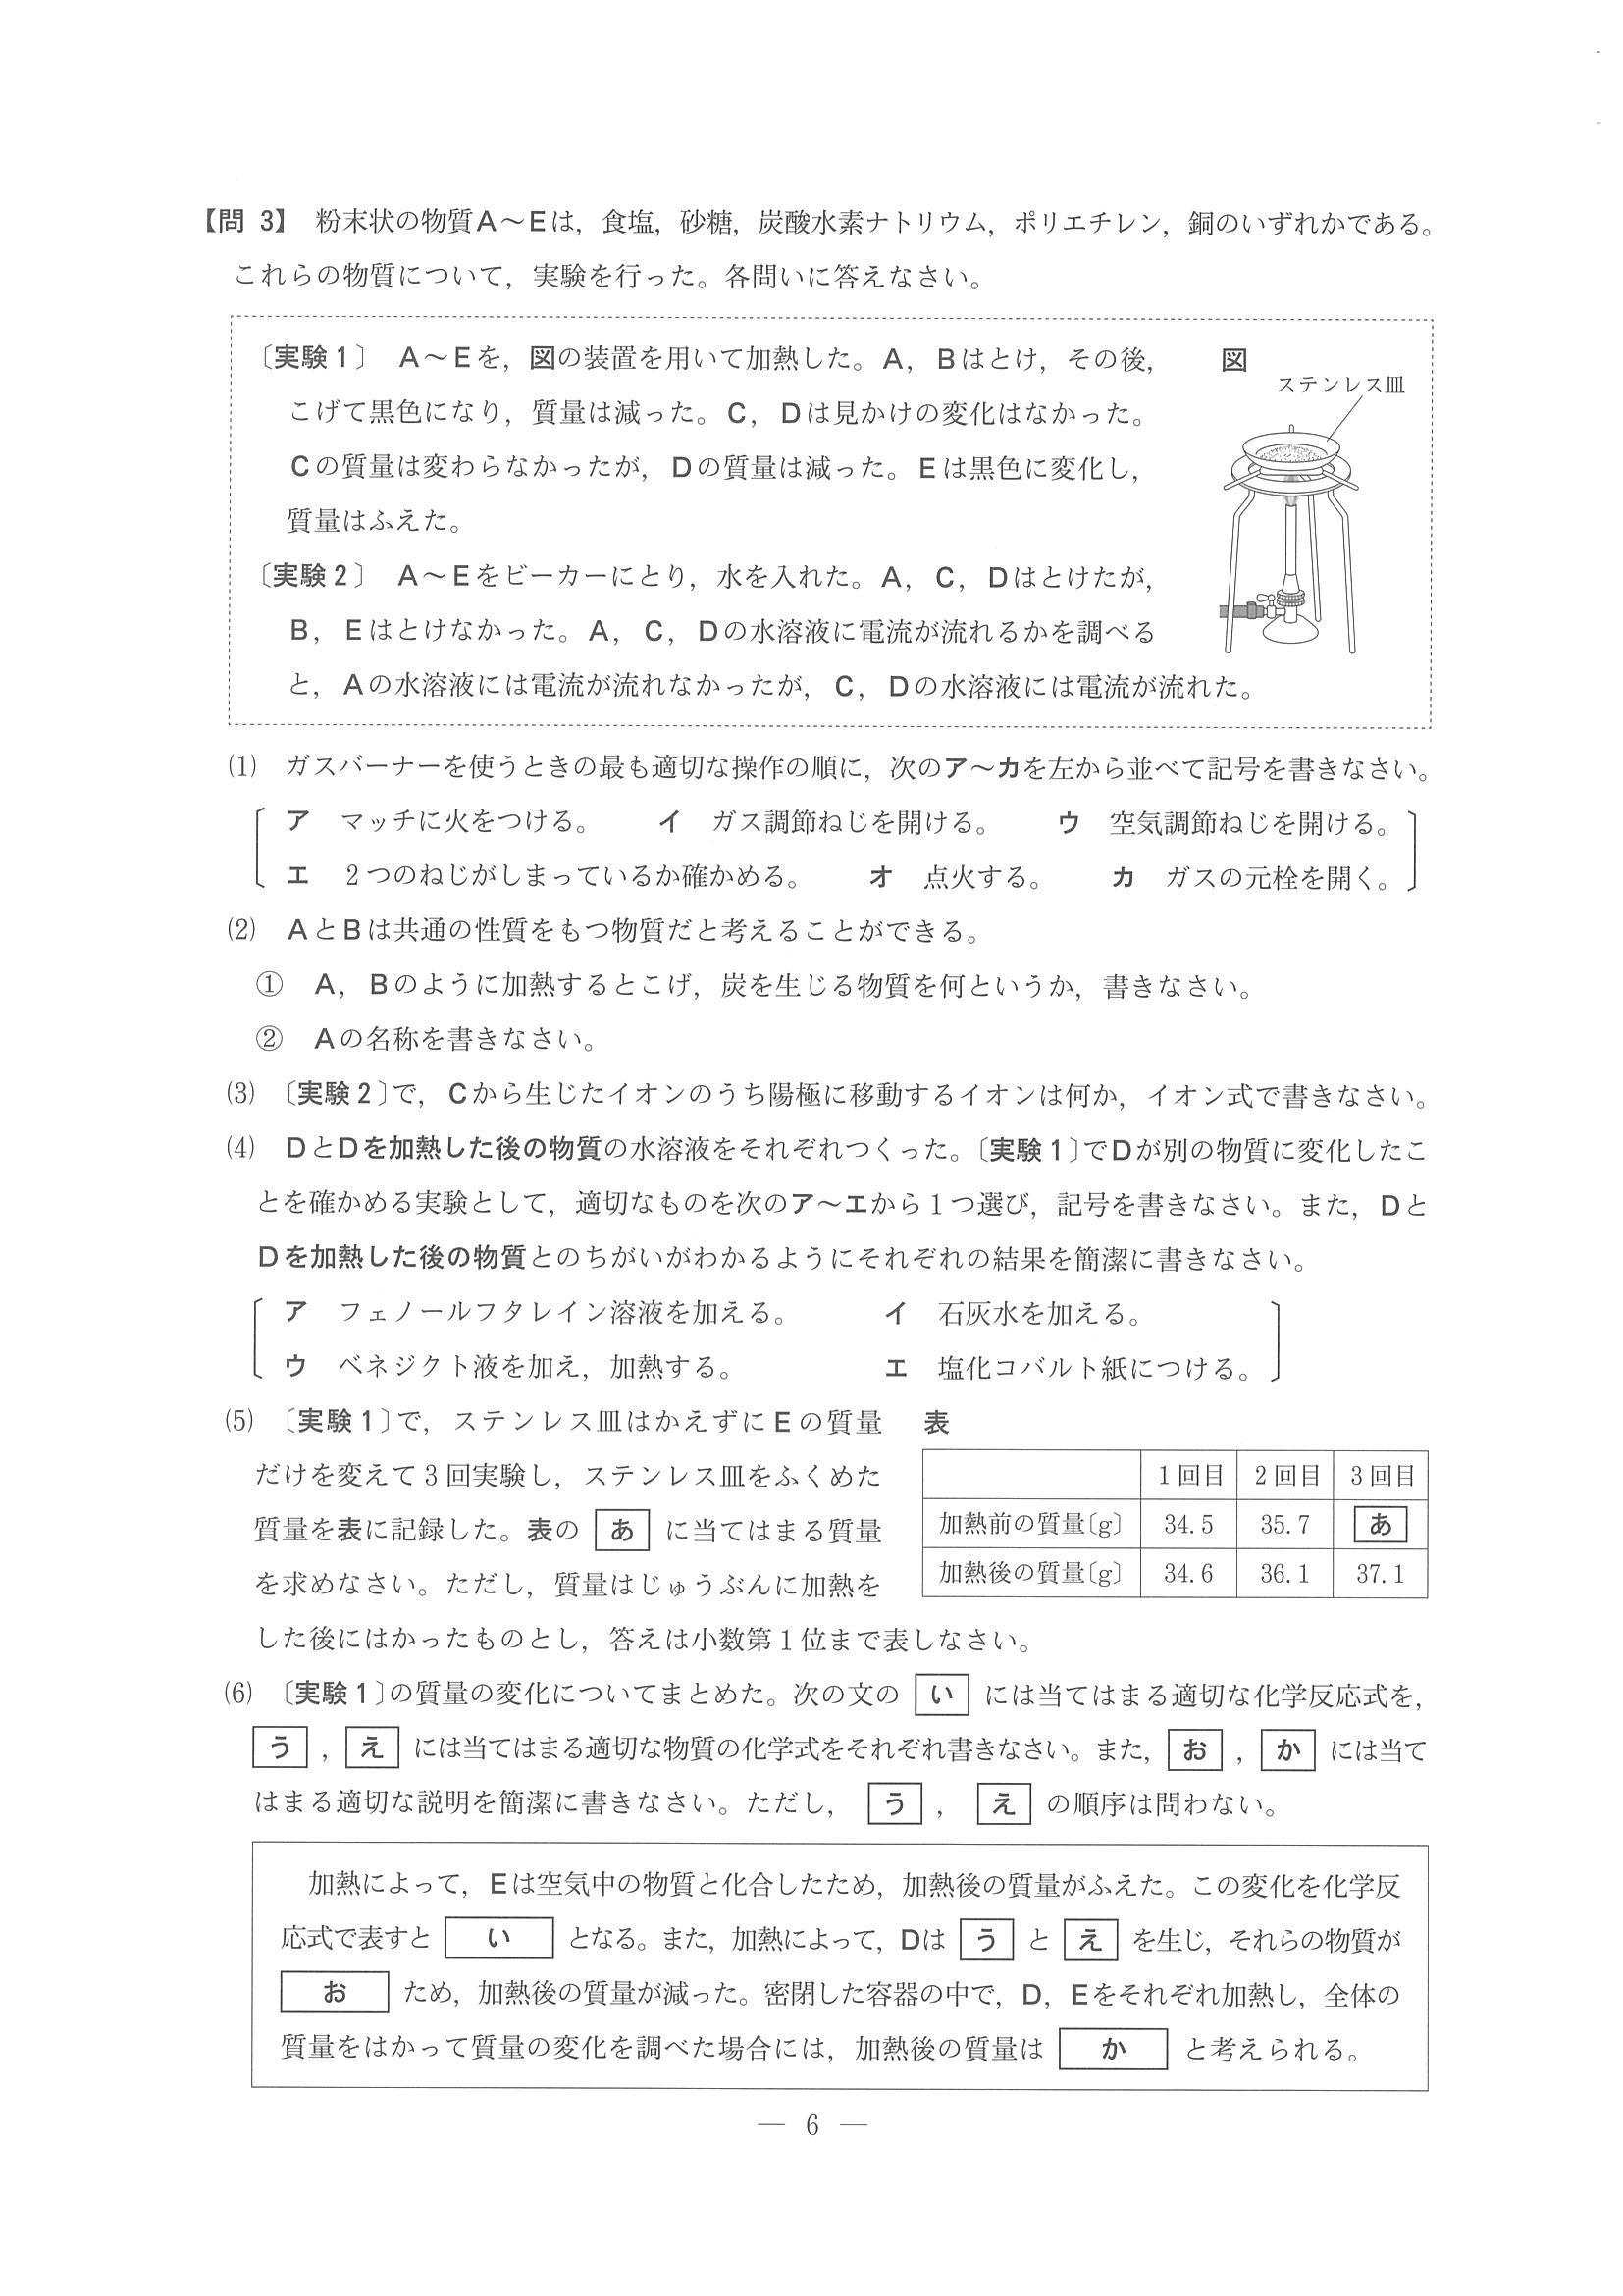 【問 3】 粉末状の物質A～Eは，食塩，砂糖，炭酸水素ナトリウム，ポリエチレン，銅のいずれかである。
これらの物質について，実験を行った。各問いに答えなさい。
〔実験1〕 A～Eを，図の装置を用いて加熱した。A，Bはとけ，その後，
こげて黒色になり，質量は減った。C，Dは見かけの変化はなかった。
Cの質量は変わらなかったが，Dの質量は減った。Eは黒色に変化し，
質量はふえた。
〔実験2〕 A～Eをビーカーにとり，水を入れた。A，C，Dはとけたが，
B，Eはとけなかった。A，C，Dの水溶液に電流が流れるかを調べる
と，Aの水溶液には電流が流れなかったが，C，Dの水溶液には電流が流れた。
図
ステンレス皿
(1) ガスバーナーを使うときの最も適切な操作の順に，次のア～カを左から並べて記号を書きなさい。
ア マッチに火をつける。 イ ガス調節ねじを開ける。 ウ 空気調節ねじを開ける。
エ 2つのねじがしまっているか確かめる。 オ 点火する。 カ ガスの元栓を開く。
(2) AとBは共通の性質をもつ物質だと考えることができる。
① A，Bのように加熱するとこげ，炭を生じる物質を何というか，書きなさい。
② Aの名称を書きなさい。
(3) 〔実験2〕で，Cから生じたイオンのうち陽極に移動するイオンは何か，イオン式で書きなさい。
(4) DとDを加熱した後の物質の水溶液をそれぞれつくった。〔実験1〕でDが別の物質に変化したこ
とを確かめる実験として，適切なものを次のア～エから1つ選び，記号を書きなさい。また，Dと
Dを加熱した後の物質とのちがいがわかるようにそれぞれの結果を簡潔に書きなさい。
ア フェノールフタレイン溶液を加える。 イ 石灰水を加える。
ウ ベネジクト液を加え，加熱する。 エ 塩化コバルト紙につける。
(5) 〔実験1〕で，ステンレス皿はかえずにEの質量
だけを変えて3回実験し，ステンレス皿をふくめた
質量を表に記録した。表の あ に当てはまる質量
を求めなさい。ただし，質量はじゅうぶんに加熱を
した後にはかったものとし，答えは小数第1位まで表しなさい。
表
1回目 2回目 3回目
加熱前の質量〔g〕 34.5 35.7 あ
加熱後の質量〔g〕 34.6 36.1 37.1
(6) 〔実験1〕の質量の変化についてまとめた。次の文の い には当てはまる適切な化学反応式を，
う ， え には当てはまる適切な物質の化学式をそれぞれ書きなさい。また， お ， か には当て
はまる適切な説明を簡潔に書きなさい。ただし， う ， え の順序は問わない。
加熱によって，Eは空気中の物質と化合したため，加熱後の質量がふえた。この変化を化学反
応式で表すと い となる。また，加熱によって，Dは う と え を生じ，それらの物質が
お ため，加熱後の質量が減った。密閉した容器の中で，D，Eをそれぞれ加熱し，全体の
質量をはかって質量の変化を調べた場合には，加熱後の質量は か と考えられる。
— 6 —